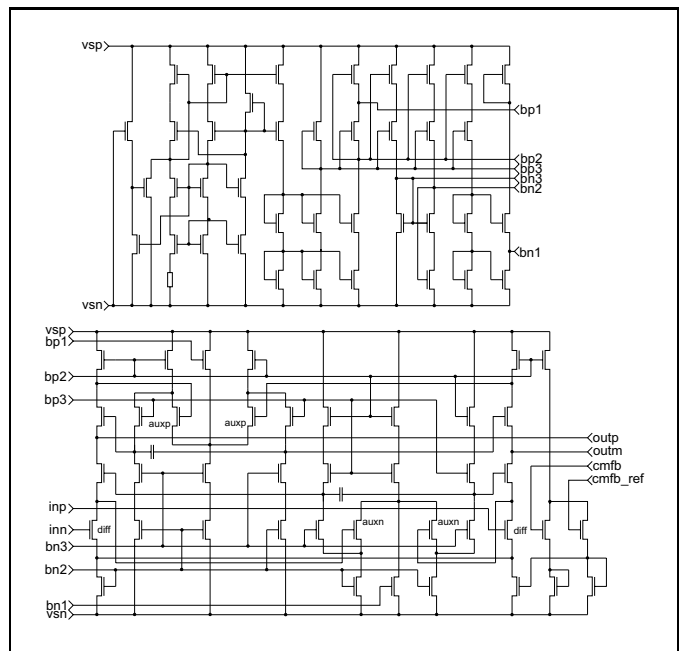 vsp
bp1
bp2
bp3
bn3
bn2
bn1
vsn
vsp
bp1
bp2
bp3
auxp
auxp
outp
outm
cmfb
cmfb_ref
inp
inn
diff
auxn
auxn
diff
bn3
bn2
bn1
vsn